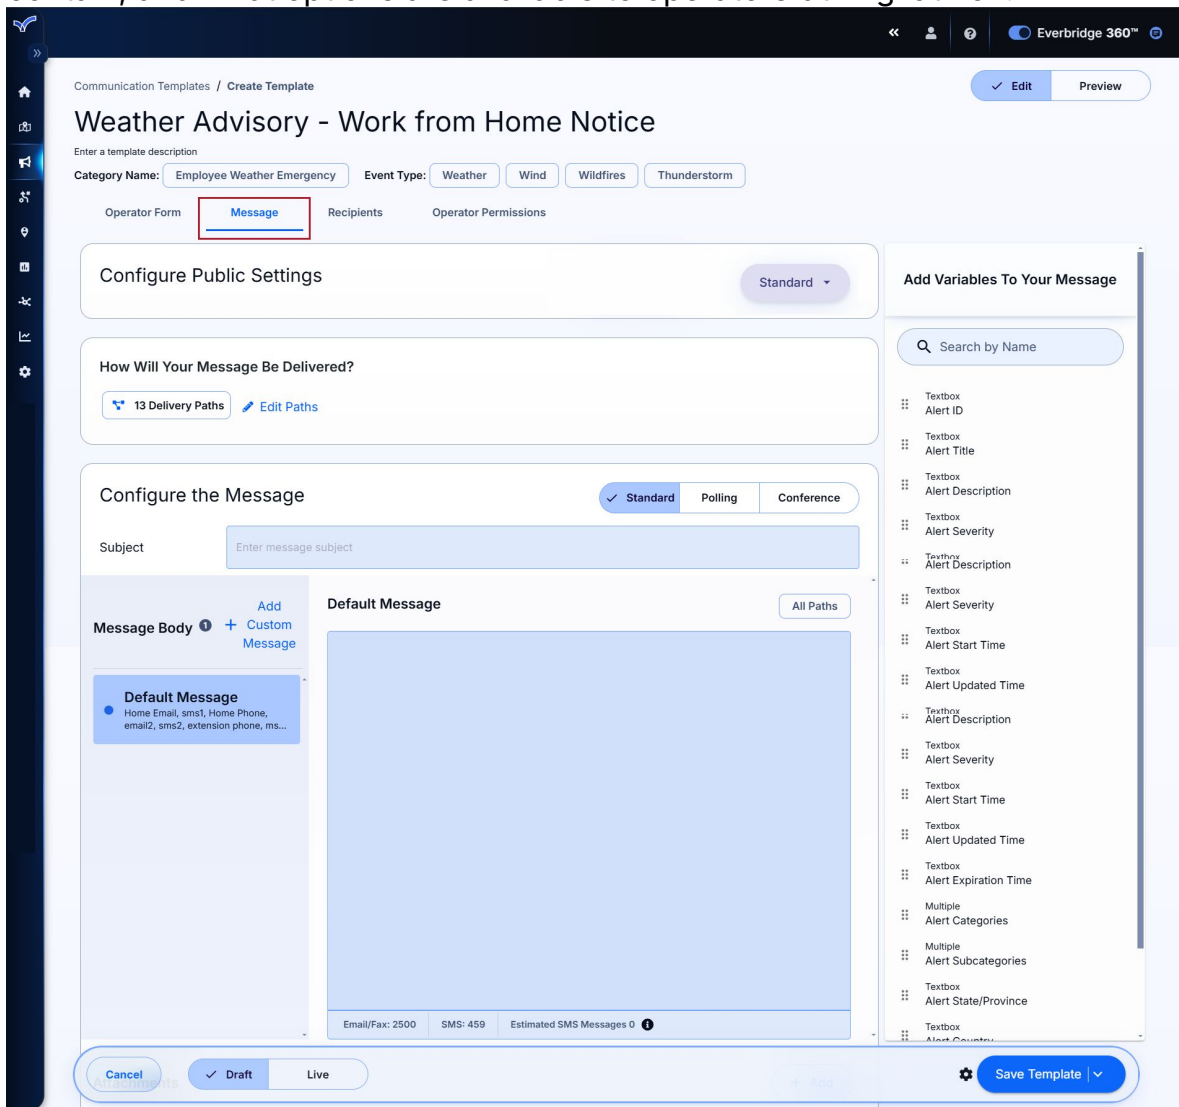 Everbridge 360™
Communication Templates / Create Template
Edit
Preview
Weather Advisory - Work from Home Notice
Enter a template description
Category Name: Employee Weather Emergency Event Type: Weather Wind Wildfires Thunderstorm
Operator Form Message Recipients Operator Permissions
Configure Public Settings
Standard
How Will Your Message Be Delivered?
13 Delivery Paths Edit Paths
Configure the Message
Standard Polling Conference
Subject Enter message subject
Message Body 1 + Add Custom Message
Default Message
Home Email, sms1, Home Phone,
email2, sms2, extension phone, ms...
Default Message
All Paths
Email/Fax: 2500 SMS: 459 Estimated SMS Messages 0
Add Variables To Your Message
Search by Name
Textbox
Alert ID
Textbox
Alert Title
Textbox
Alert Description
Textbox
Alert Severity
Textbox
Alert Description
Textbox
Alert Severity
Textbox
Alert Start Time
Textbox
Alert Updated Time
Textbox
Alert Description
Textbox
Alert Severity
Textbox
Alert Start Time
Textbox
Alert Updated Time
Textbox
Alert Expiration Time
Multiple
Alert Categories
Multiple
Alert Subcategories
Textbox
Alert State/Province
Textbox
Alert Country
Attachments
+ Add
Cancel
Draft Live
Save Template